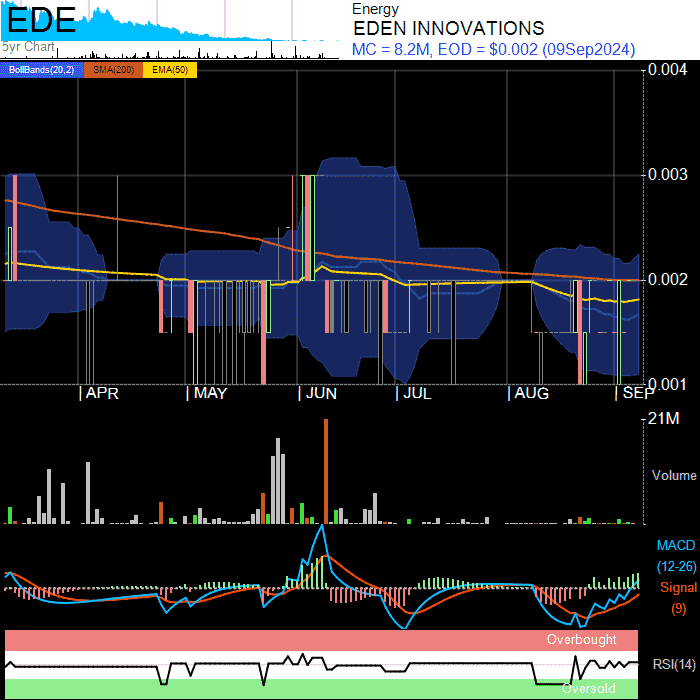 EDE
5yr Chart
Energy
EDEN INNOVATIONS
MC = 8.2M, EOD = $0.002 (09Sep2024)
BollBands(20,2) SMA(200) EMA(50)
0.004
0.003
0.002
0.001
APR MAY JUN JUL AUG SEP
21M
Volume
MACD
(12-26)
Signal
(9)
Overbought
RSI(14)
Oversold